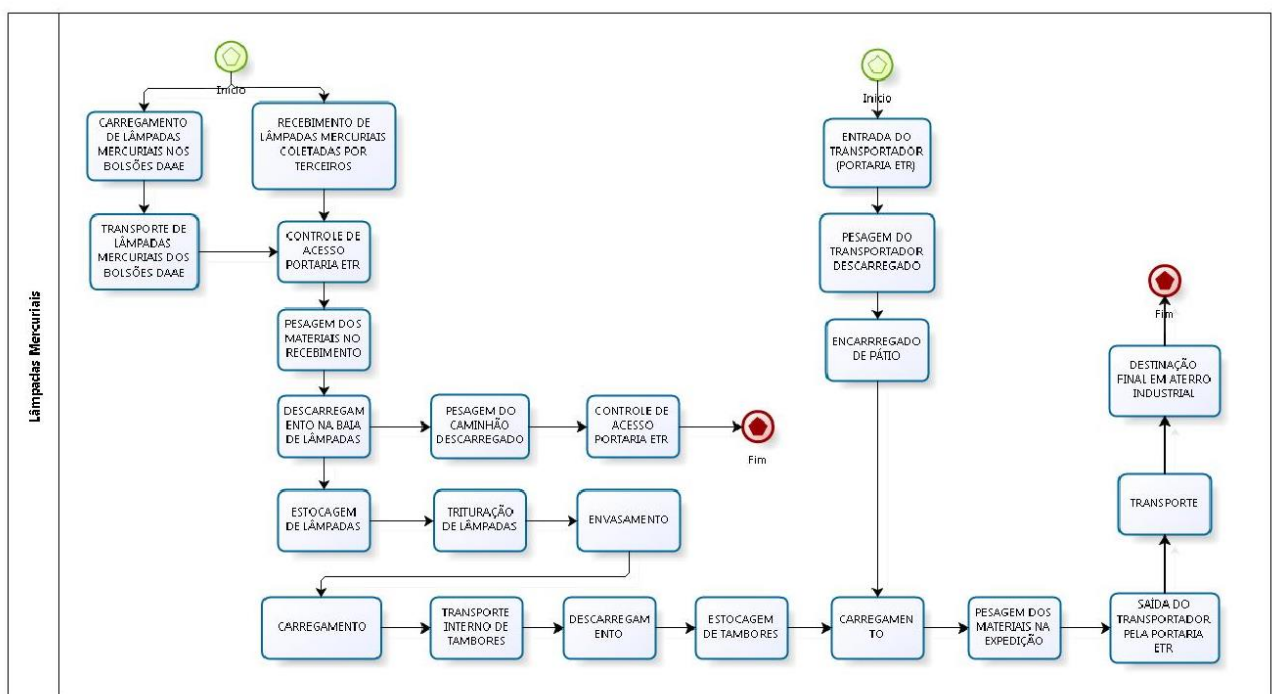 Lâmpadas Mercuriais
Início
CARREGAMENTO
DE LÂMPADAS
MERCURIAIS NOS
BOLSÕES DAAE
RECEBIMENTO DE
LÂMPADAS MERCURIAIS
COLETADAS POR
TERCEIROS
TRANSPORTE DE
LÂMPADAS
MERCURIAIS DOS
BOLSÕES DAAE
CONTROLE DE
ACESSO
PORTARIA ETR
PESAGEM DOS
MATERIAIS NO
RECEBIMENTO
DESCARREGAM
ENTO NA BAIA
DE LÂMPADAS
PESAGEM DO
CAMINHÃO
DESCARREGADO
CONTROLE DE
ACESSO
PORTARIA ETR
Fim
ESTOCAGEM
DE LÂMPADAS
TRITURAÇÃO
DE LÂMPADAS
ENVASAMENTO
CARREGAMENTO
TRANSPORTE
INTERNO DE
TAMBORES
DESCARREGAM
ENTO
ESTOCAGEM
DE TAMBORES
Início
ENTRADA DO
TRANSPORTADOR
(PORTARIA ETR)
PESAGEM DO
TRANSPORTADOR
DESCARREGADO
ENCARRREGADO
DE PÁTIO
CARREGAMEN
TO
PESAGEM DOS
MATERIAIS NA
EXPEDIÇÃO
SAÍDA DO
TRANSPORTADOR
PELA PORTARIA
ETR
TRANSPORTE
DESTINAÇÃO
FINAL EM ATERRO
INDUSTRIAL
Fim